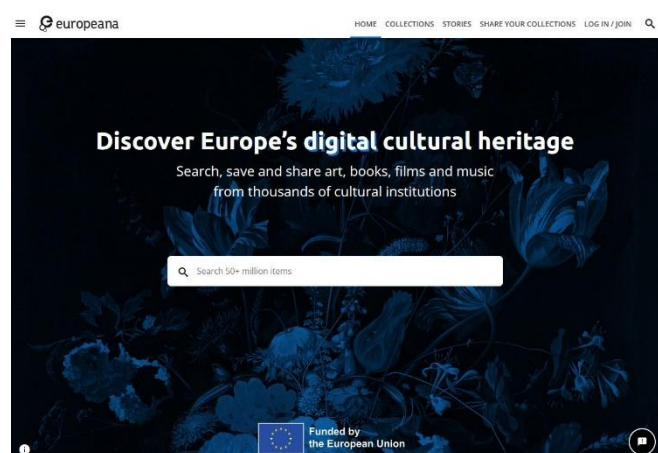 europeana
HOME COLLECTIONS STORIES SHARE YOUR COLLECTIONS LOG IN / JOIN
Discover Europe's digital cultural heritage
Search, save and share art, books, films and music
from thousands of cultural institutions
Search 50+ million items
Funded by
the European Union